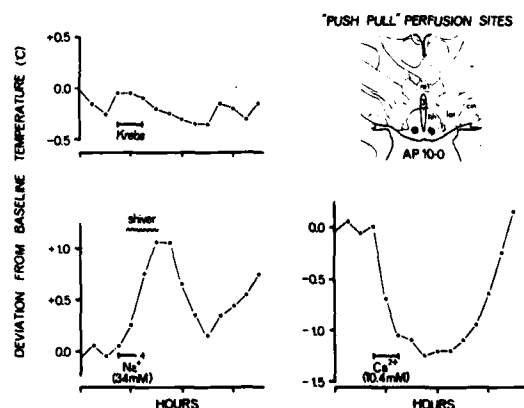 "PUSH PULL" PERFUSION SITES
DEVIATION FROM BASELINE TEMPERATURE (°C)
+0.5
0.0
-0.5
Krebs
AP 10·0
shiver
+1.0
+0.5
0.0
Na+
(34mM)
HOURS
0.0
-0.5
-1.0
-1.5
Ca2+
(10.4mM)
HOURS